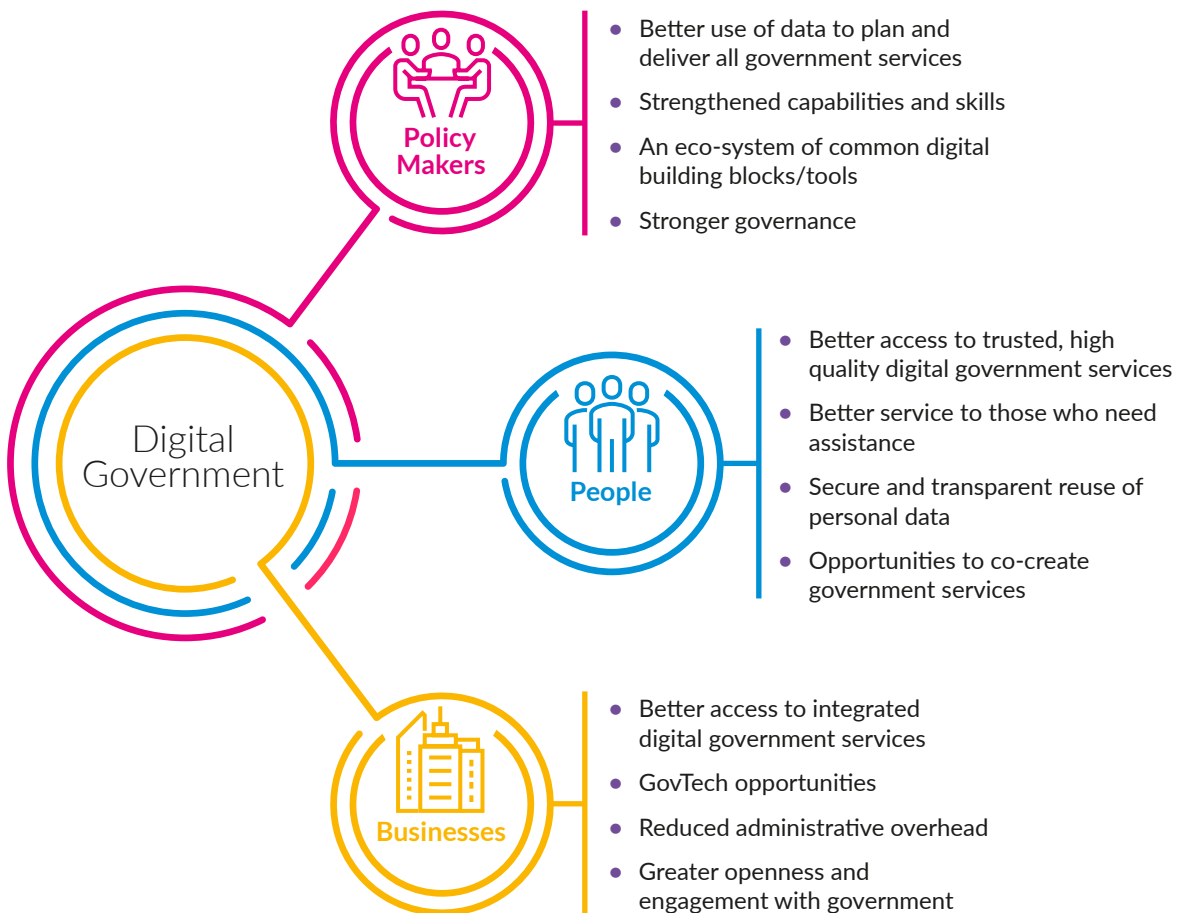 Policy
Makers
Better use of data to plan and
deliver all government services
Strengthened capabilities and skills
An eco-system of common digital
building blocks/tools
Stronger governance
Digital
Government
People
Better access to trusted, high
quality digital government services
Better service to those who need
assistance
Secure and transparent reuse of
personal data
Opportunities to co-create
government services
Businesses
Better access to integrated
digital government services
GovTech opportunities
Reduced administrative overhead
Greater openness and
engagement with government